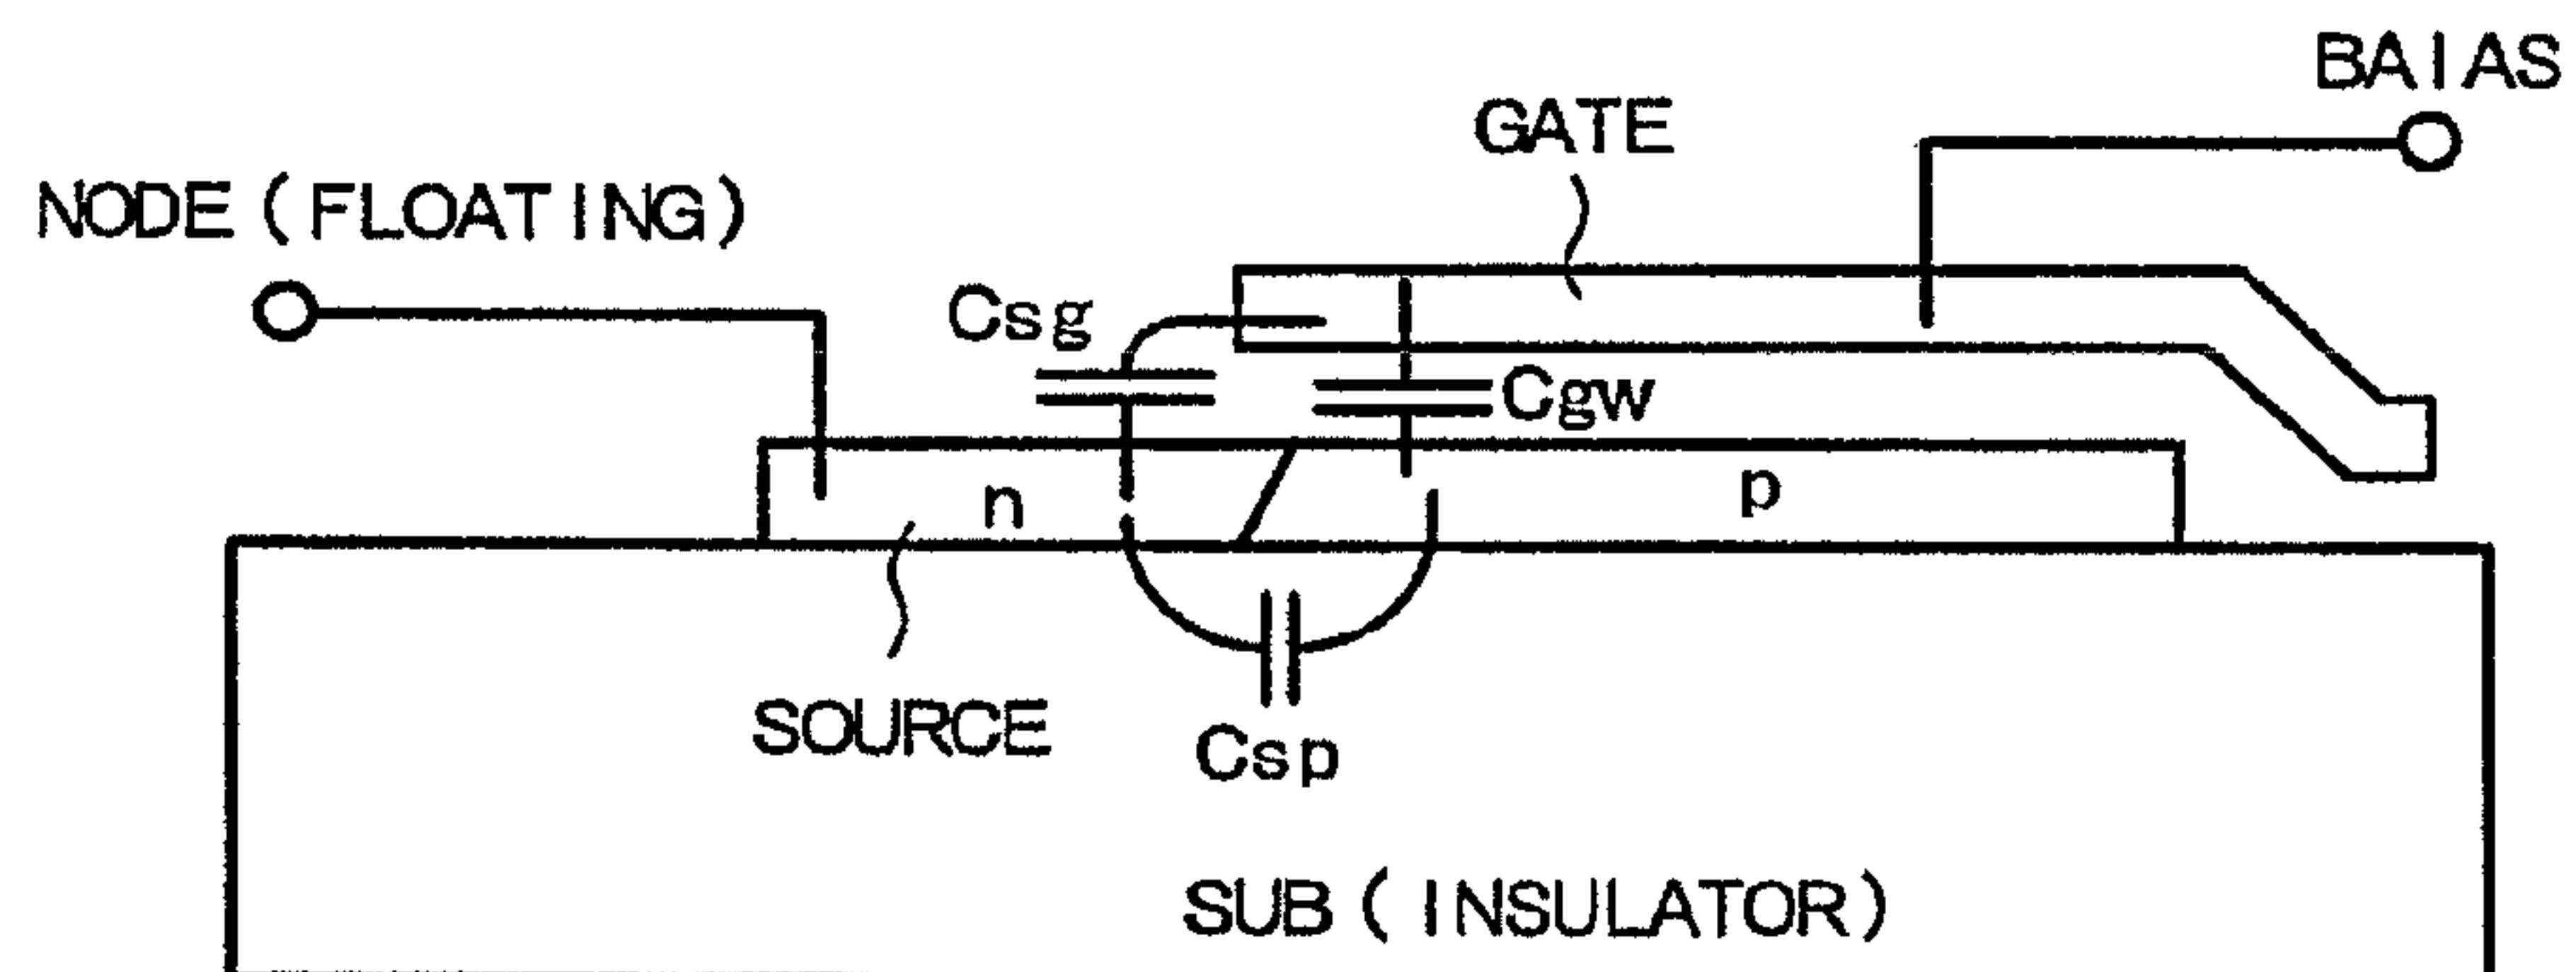 BAIAS
GATE
NODE (FLOATING)
Csg
Cgw
n
p
SOURCE
Csp
SUB (INSULATOR)